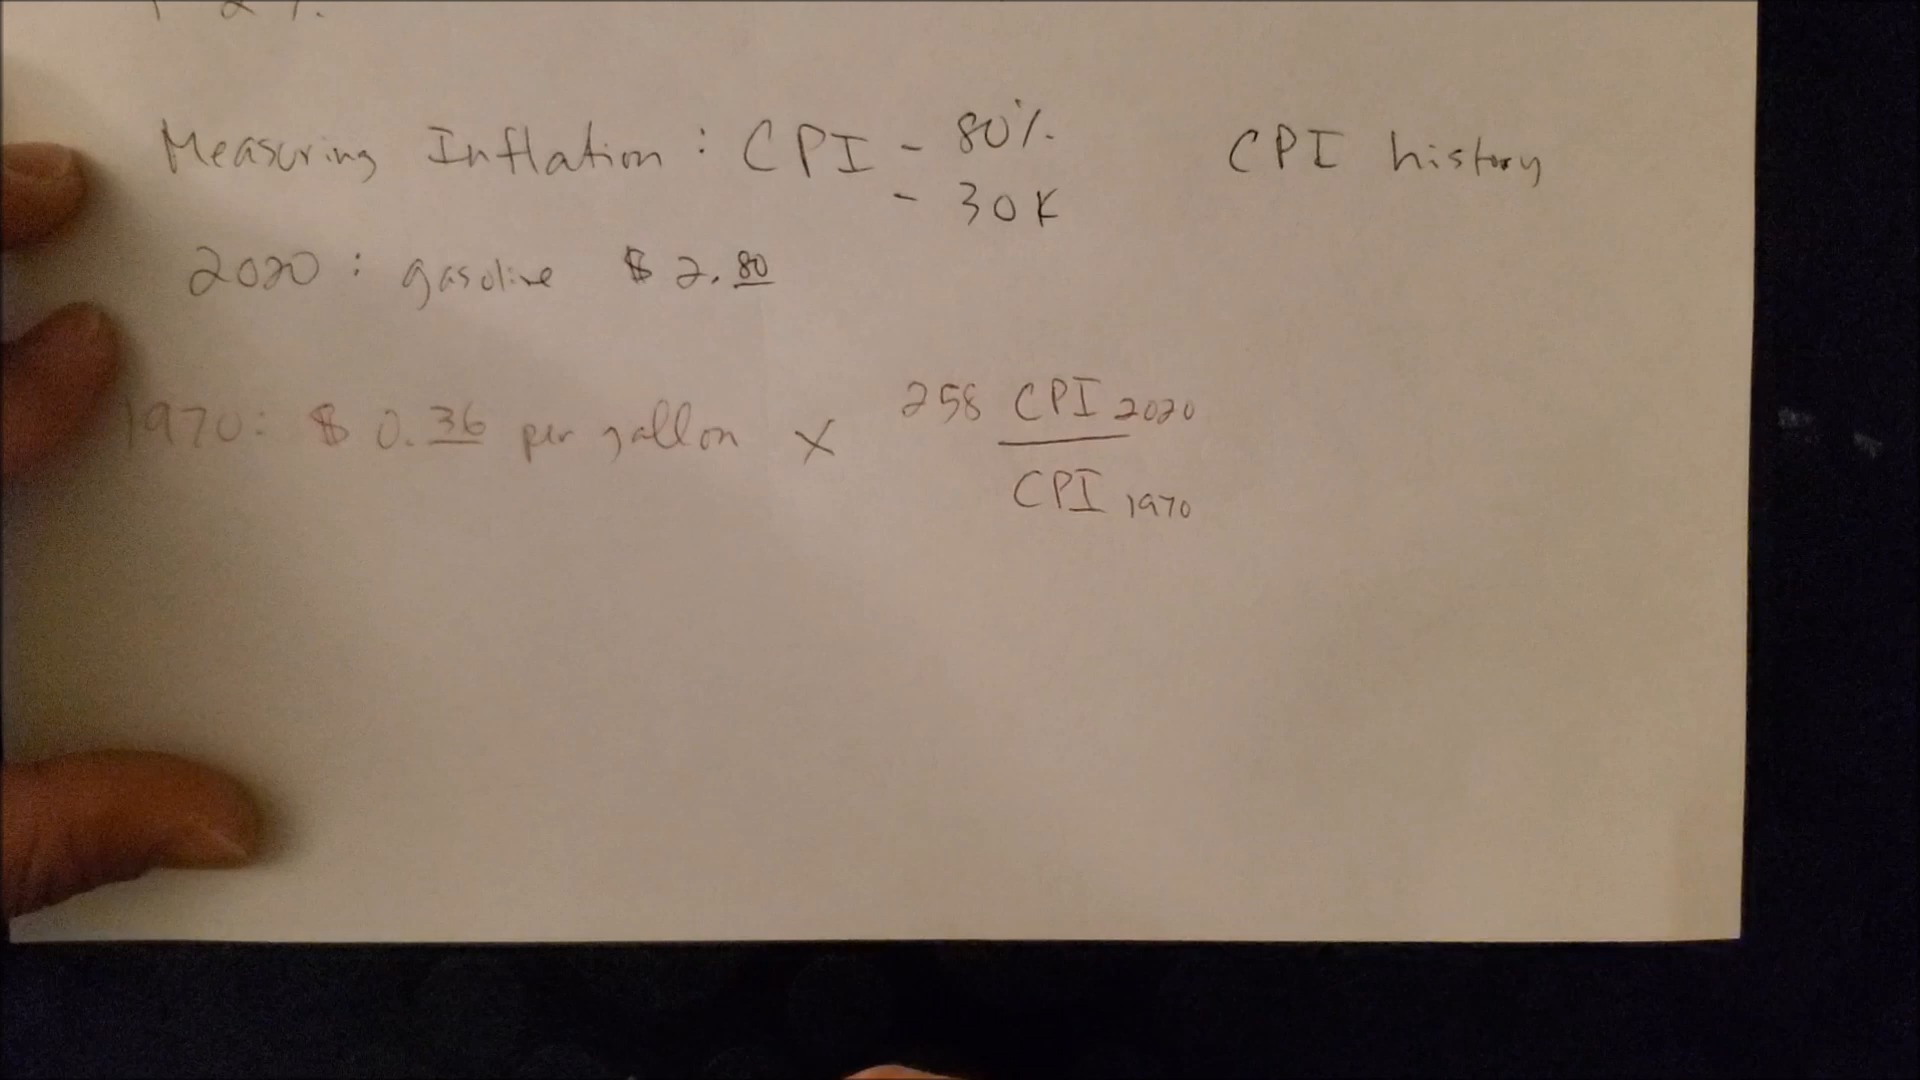 Measuring Inflation : CPI - 80% CPI history
- 30K
2020 : gasoline $ 2.80
1970: $ 0.36 per gallon × 258 CPI 2020
CPI 1970